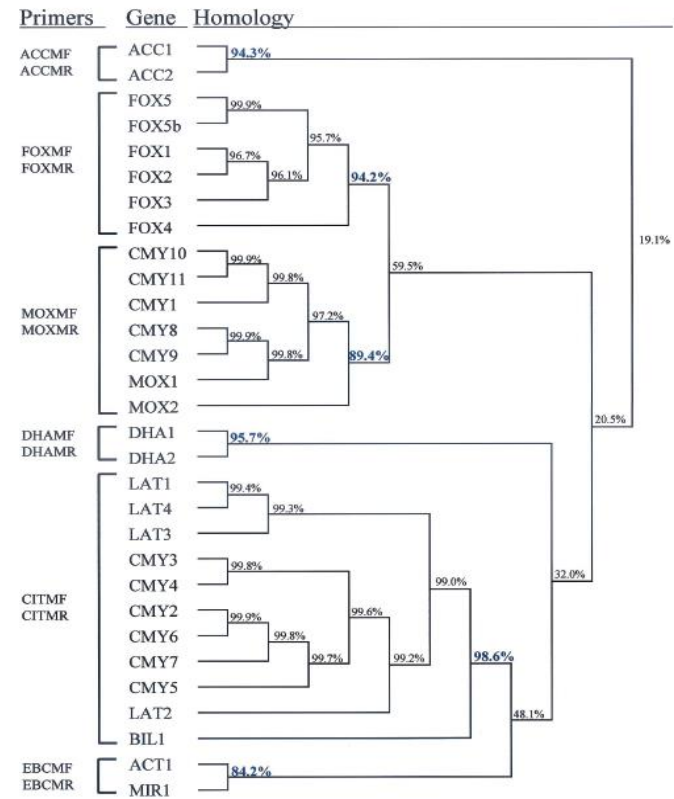 Primers Gene Homology
ACCMF
ACCMR
ACC1
94.3%
ACC2
FOXMF
FOXMR
FOX5
99.9%
FOX5b
95.7%
FOX1
96.7%
FOX2
96.1%
94.2%
FOX3
FOX4
19.1%
MOXMF
MOXMR
CMY10
99.9%
59.5%
CMY11
99.8%
CMY1
97.2%
CMY8
99.9%
CMY9
99.8%
89.4%
MOX1
MOX2
20.5%
DHAMF
DHAMR
DHA1
95.7%
DHA2
CITMF
CITMR
LAT1
99.4%
LAT4
99.3%
LAT3
CMY3
99.8%
CMY4
99.0%
32.0%
CMY2
99.9%
99.6%
CMY6
99.8%
CMY7
99.7%
99.2%
98.6%
CMY5
LAT2
48.1%
BIL1
EBCMF
EBCMR
ACT1
84.2%
MIR1